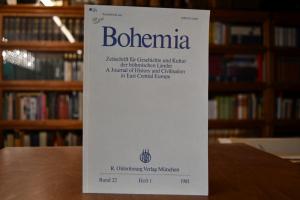 Bohemia
Zeitschrift für Geschichte und Kultur
der böhmischen Länder
A Journal of History and Civilisation
in East Central Europe
R. Oldenbourg Verlag München
Band 22 Heft 1 1981